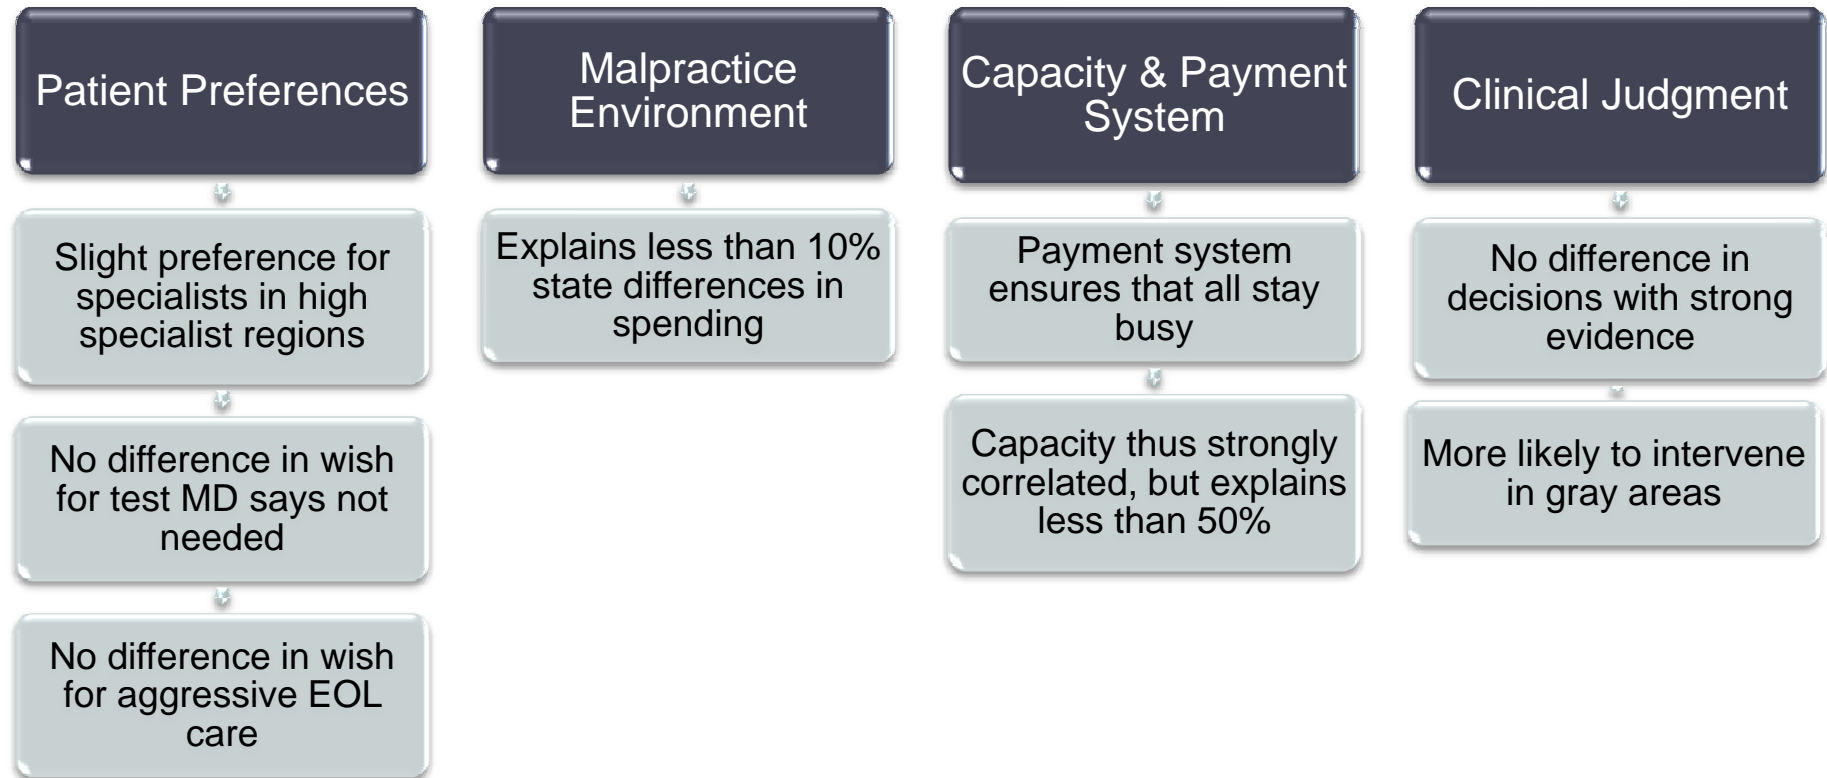 Patient Preferences
Slight preference for
specialists in high
specialist regions
No difference in wish
for test MD says not
needed
No difference in wish
for aggressive EOL
care
Malpractice
Environment
Explains less than 10%
state differences in
spending
Capacity & Payment
System
Payment system
ensures that all stay
busy
Capacity thus strongly
correlated, but explains
less than 50%
Clinical Judgment
No difference in
decisions with strong
evidence
More likely to intervene
in gray areas